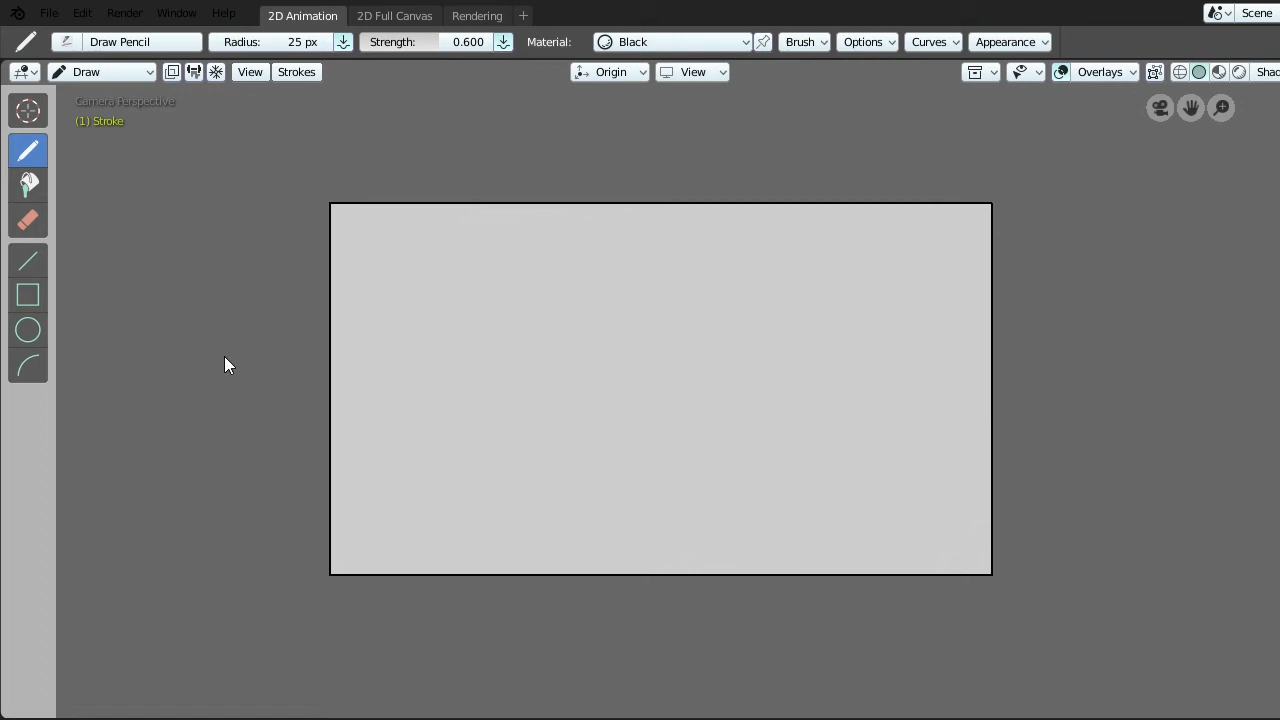 File Edit Render Window Help 2D Animation 2D Full Canvas Rendering + Scene
Draw Pencil Radius: 25 px Strength: 0.600 Material: Black Brush Options Curves Appearance
Draw View Strokes Origin View Overlays Shad
Camera Perspective
(1) Stroke